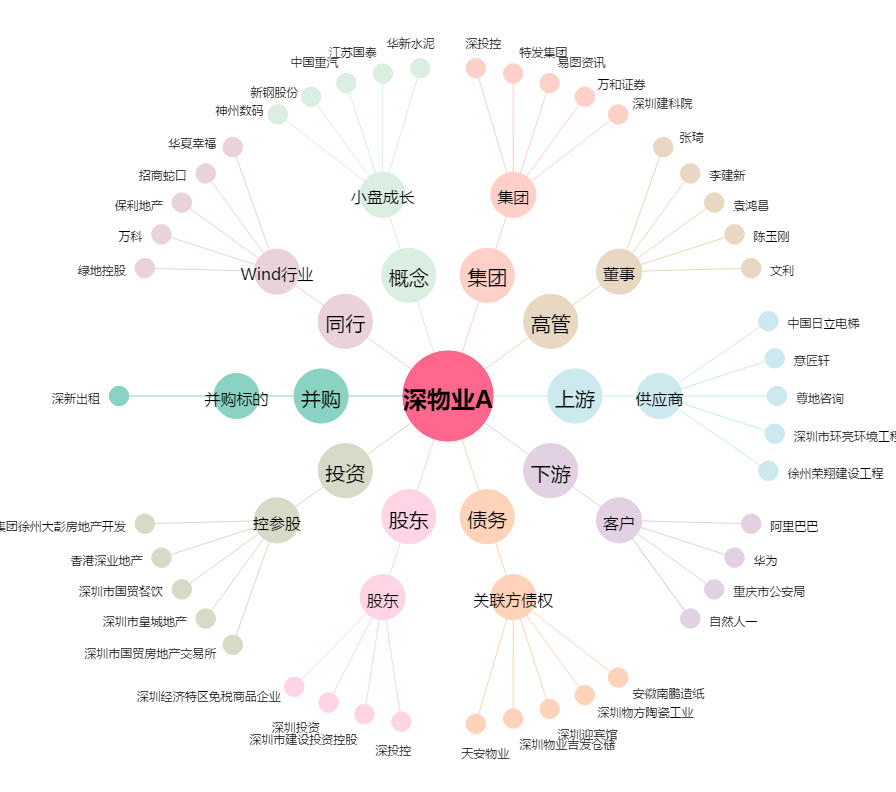 深物业A
概念
小盘成长
神州数码
新钢股份
中国重汽
江苏国泰
华新水泥
集团
集团
深投控
特发集团
易图资讯
万和证券
深圳建科院
高管
董事
张琦
李建新
袁鸿昌
陈玉刚
文利
上游
供应商
中国日立电梯
意匠轩
尊地咨询
深圳市环亮环境工程
徐州荣翔建设工程
下游
客户
阿里巴巴
华为
重庆市公安局
自然人一
债务
关联方债权
安徽南鹏造纸
深圳物方陶瓷工业
深圳迎宾馆
深圳物业吉发仓储
天安物业
股东
股东
深投控
深圳市建设投资控股
深圳投资
深圳经济特区免税商品企业
投资
控参股
集团徐州大彭房地产开发
香港深业地产
深圳市国贸餐饮
深圳市皇城地产
深圳市国贸房地产交易所
并购
并购标的
深新出租
同行
Wind行业
华夏幸福
招商蛇口
保利地产
万科
绿地控股